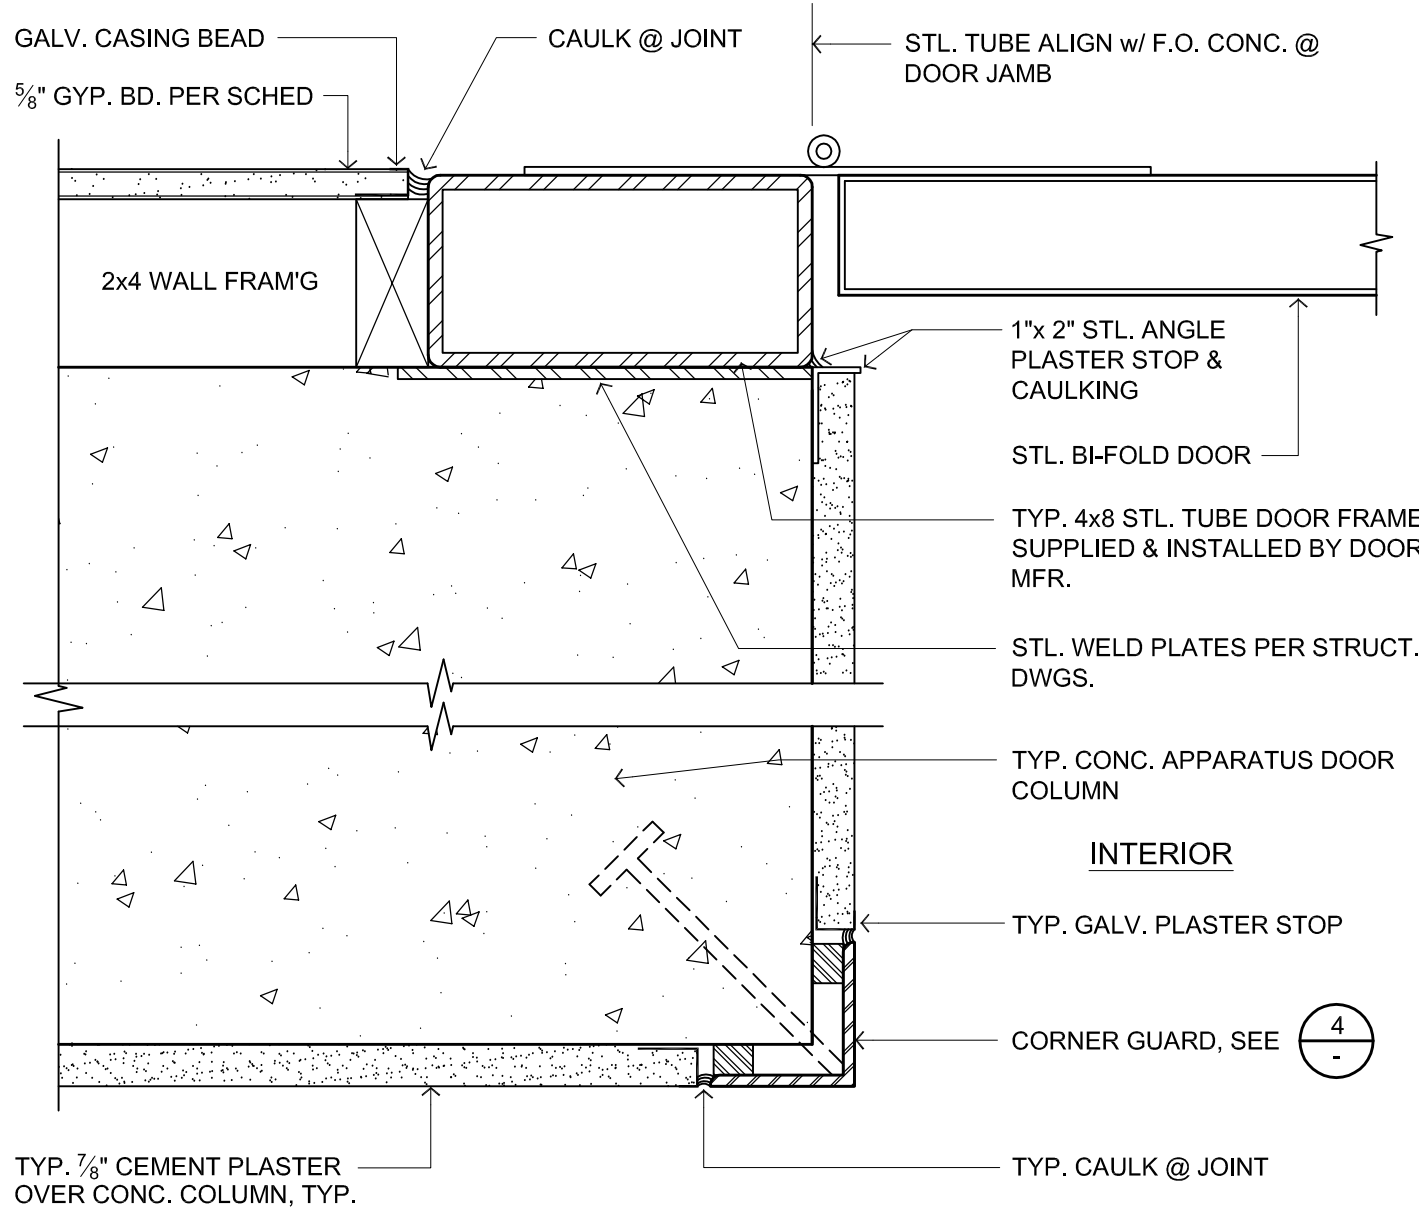 GALV. CASING BEAD
CAULK @ JOINT
STL. TUBE ALIGN w/ F.O. CONC. @
DOOR JAMB
⅝" GYP. BD. PER SCHED
2x4 WALL FRAM'G
1"x 2" STL. ANGLE
PLASTER STOP &
CAULKING
STL. BI-FOLD DOOR
TYP. 4x8 STL. TUBE DOOR FRAME
SUPPLIED & INSTALLED BY DOOR
MFR.
STL. WELD PLATES PER STRUCT.
DWGS.
TYP. CONC. APPARATUS DOOR
COLUMN
INTERIOR
TYP. GALV. PLASTER STOP
CORNER GUARD, SEE
4
-
TYP. ⅞" CEMENT PLASTER
OVER CONC. COLUMN, TYP.
TYP. CAULK @ JOINT